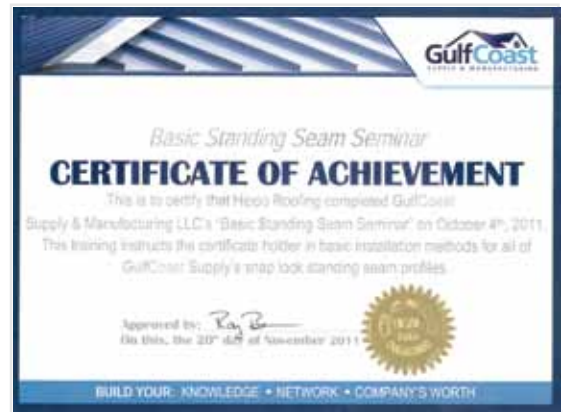 GulfCoast
SUPPLY & MANUFACTURING
Basic Standing Seam Seminar
CERTIFICATE OF ACHIEVEMENT
This is to certify that Roofing completed GulfCoast
Supply & Manufacturing LLC's "Basic Standing Seam Seminar" on October 4th, 2011.
This training instructs the certificate holder in basic installation methods for all of
GulfCoast Supply's snap lock standing seam profiles.
Approved by: Ray
On this, the 20th day of November 2011
BUILD YOUR: KNOWLEDGE • NETWORK • COMPANY'S WORTH